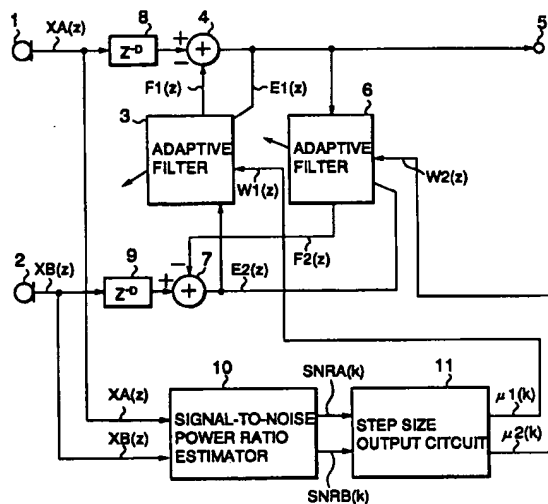 1
XA(z)
8
Z-D
+
−
4
+
5
F1(z)
E1(z)
3
ADAPTIVE
FILTER
W1(z)
6
ADAPTIVE
FILTER
W2(z)
2
XB(z)
9
Z-D
+
−
7
+
E2(z)
F2(z)
10
XA(z)
XB(z)
SIGNAL-TO-NOISE
POWER RATIO
ESTIMATOR
SNRA(k)
SNRB(k)
11
STEP SIZE
OUTPUT CITCUIT
μ1(k)
μ2(k)